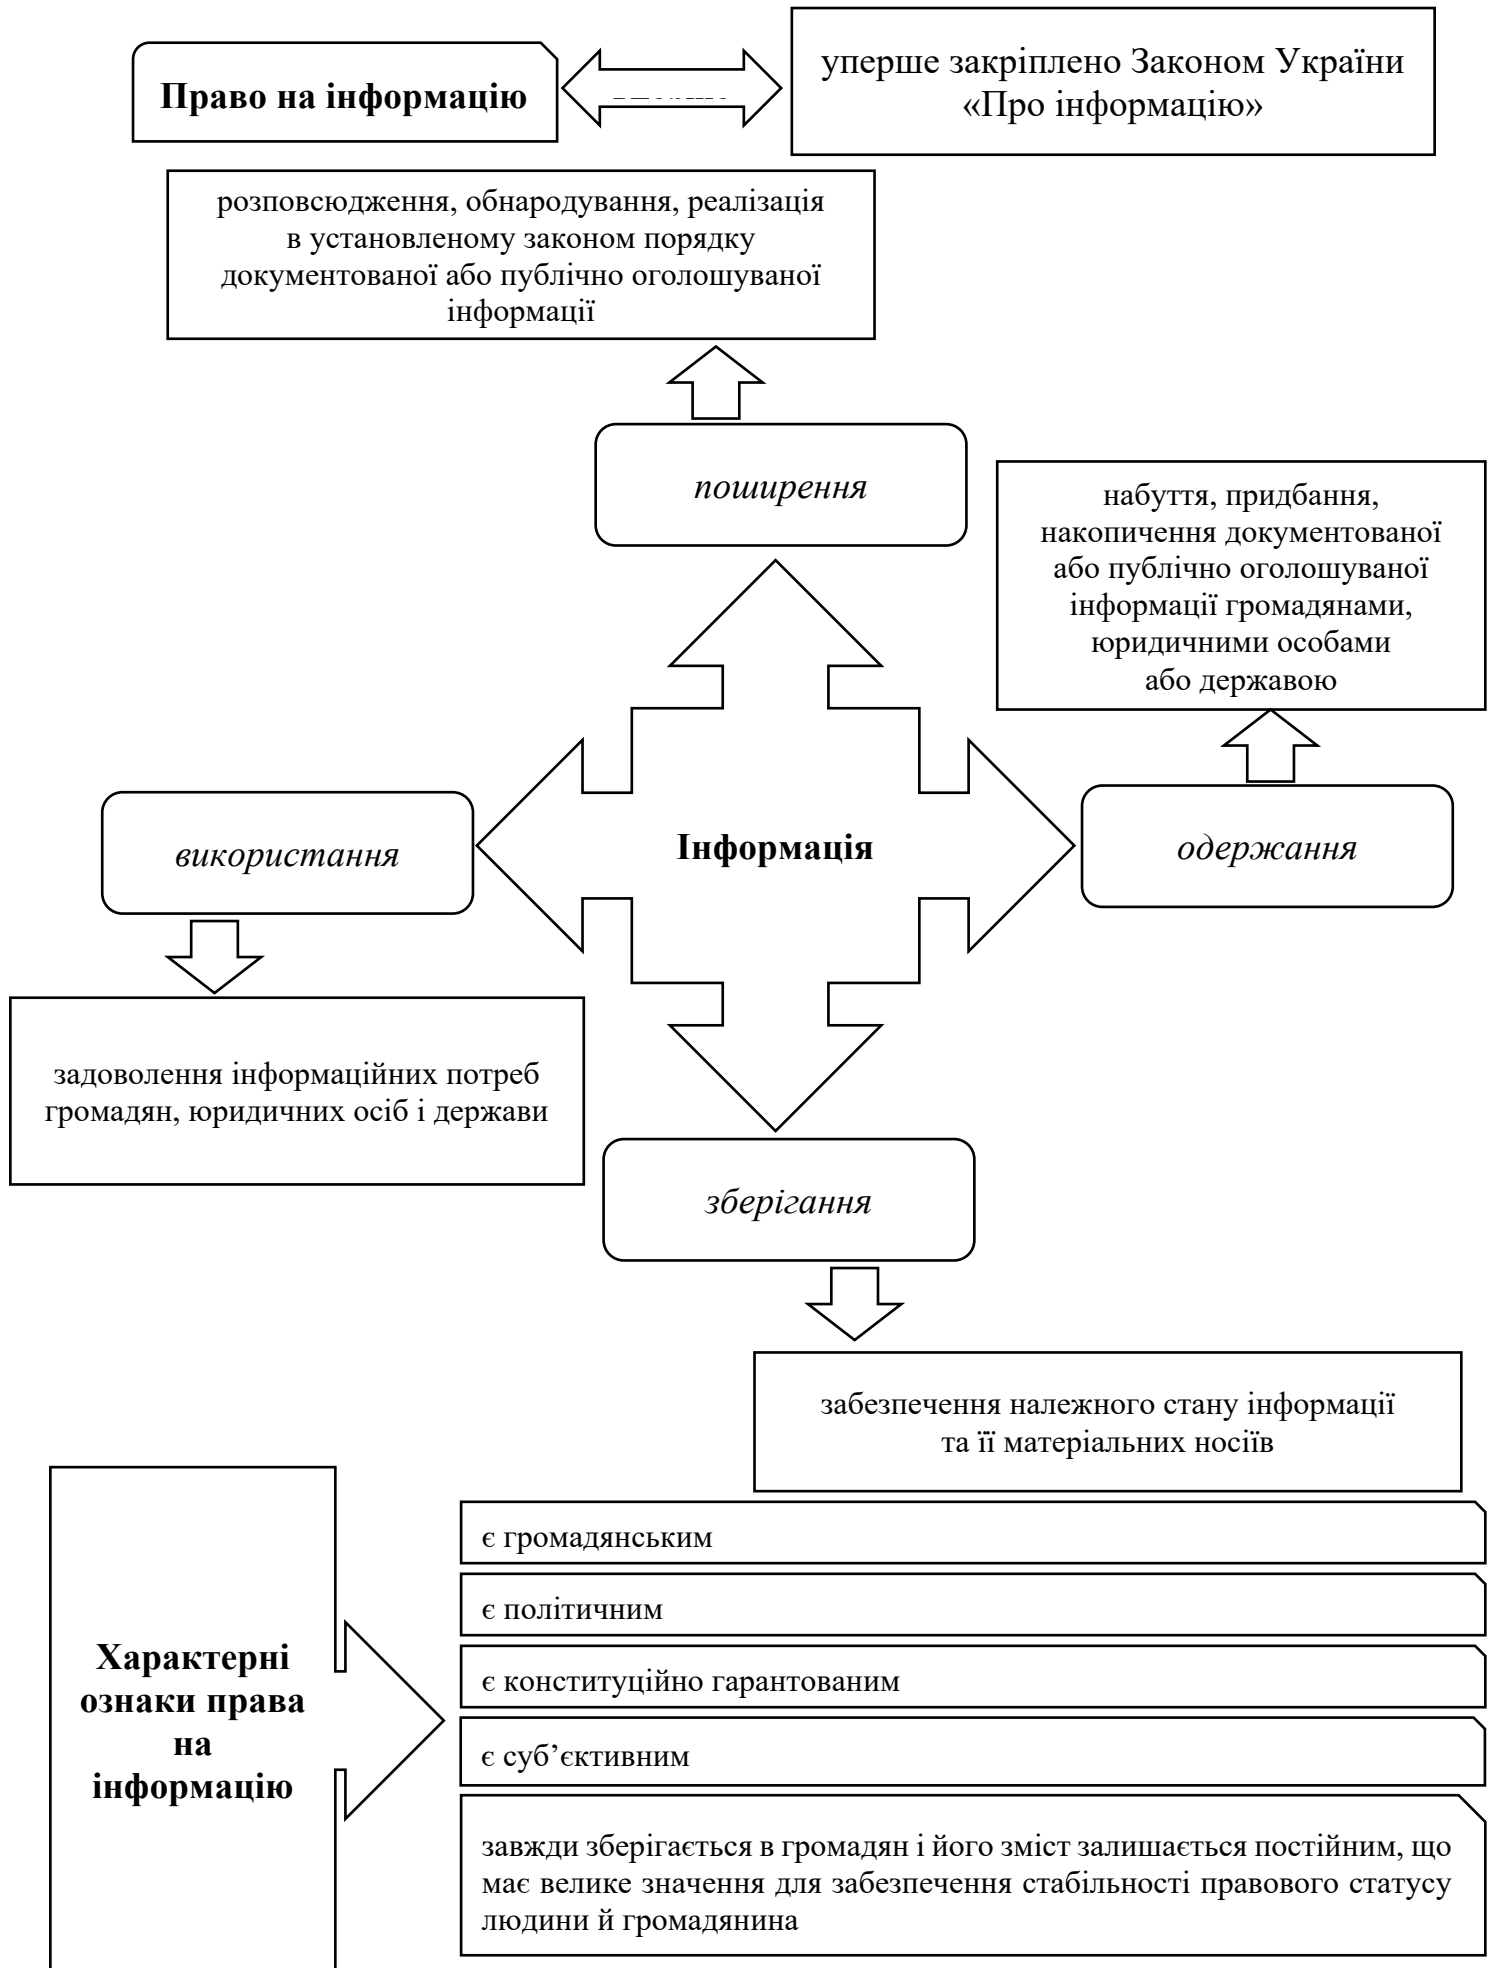 Право на інформацію
уперше закріплено Законом України
«Про інформацію»
розповсюдження, обнародування, реалізація
в установленому законом порядку
документованої або публічно оголошуваної
інформації
поширення
набуття, придбання,
накопичення документованої
або публічно оголошуваної
інформації громадянами,
юридичними особами
або державою
використання
Інформація
одержання
задоволення інформаційних потреб
громадян, юридичних осіб і держави
зберігання
забезпечення належного стану інформації
та її матеріальних носіїв
Характерні
ознаки права
на
інформацію
є громадянським
є політичним
є конституційно гарантованим
є суб’єктивним
завжди зберігається в громадян і його зміст залишається постійним, що
має велике значення для забезпечення стабільності правового статусу
людини й громадянина